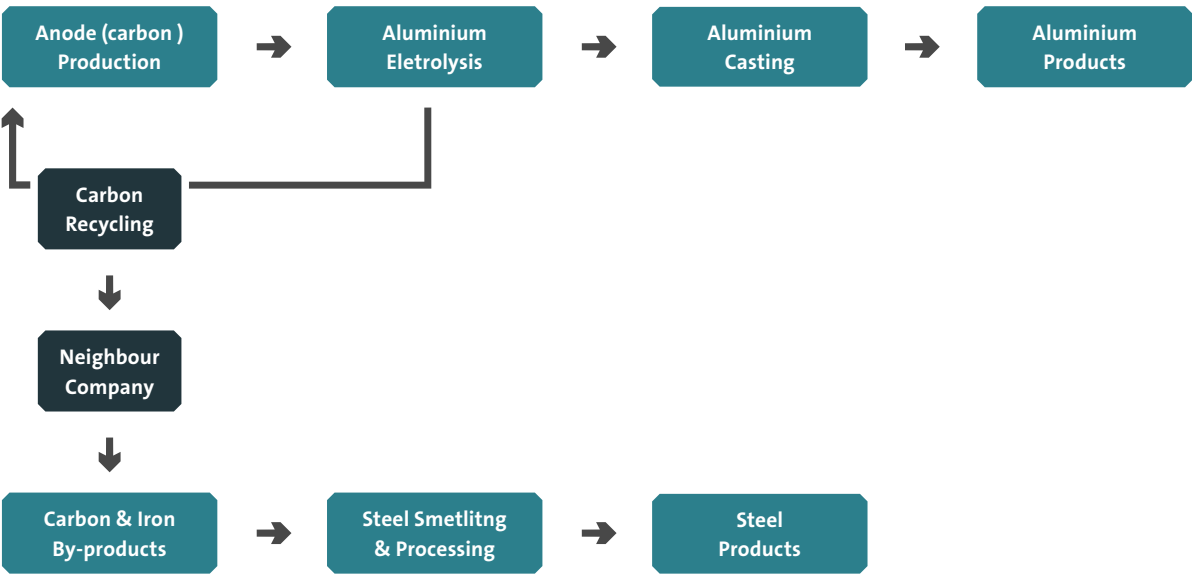 Anode (carbon )
Production
Aluminium
Eletrolysis
Aluminium
Casting
Aluminium
Products
Carbon
Recycling
Neighbour
Company
Carbon & Iron
By-products
Steel Smetlitng
& Processing
Steel
Products